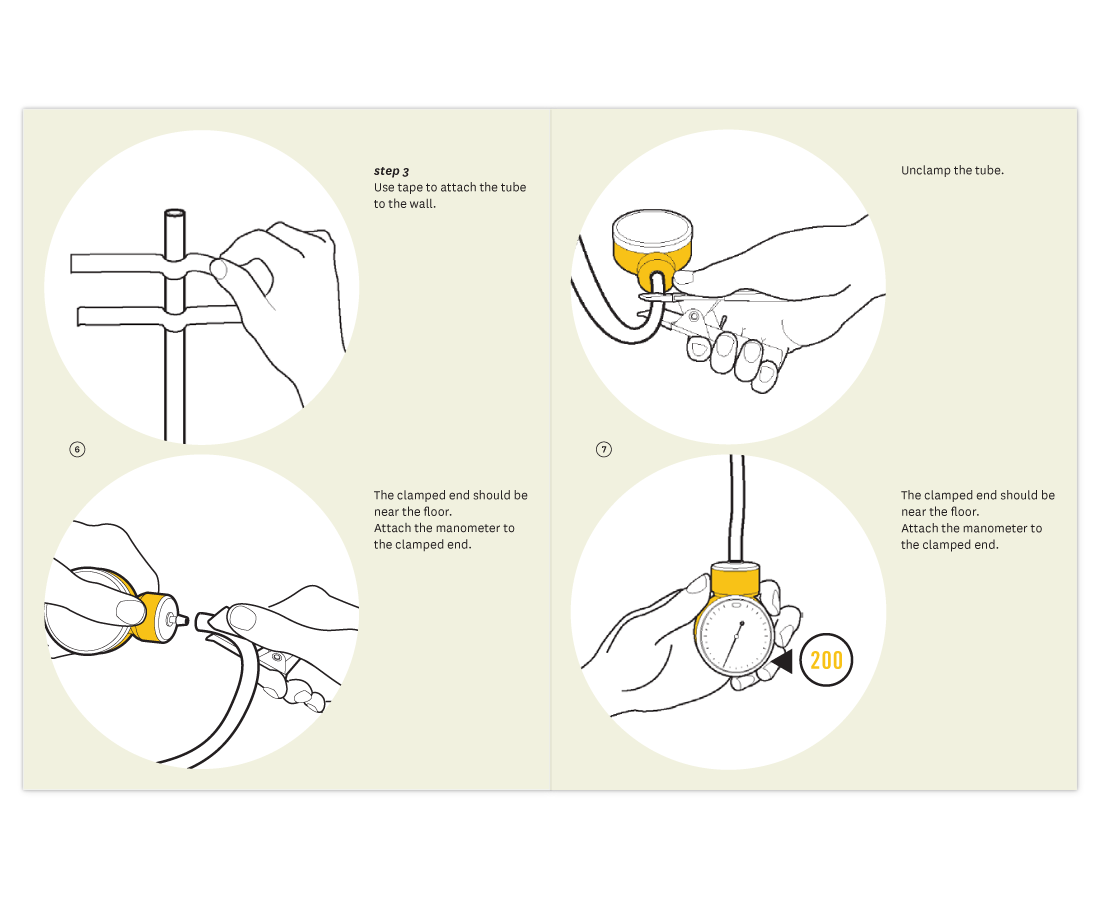 step 3
Use tape to attach the tube
to the wall.
6
The clamped end should be
near the floor.
Attach the manometer to
the clamped end.
Unclamp the tube.
7
The clamped end should be
near the floor.
Attach the manometer to
the clamped end.
200